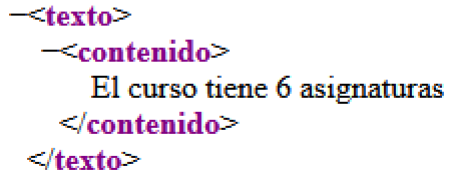 −<texto>
−<contenido>
El curso tiene 6 asignaturas
</contenido>
</texto>